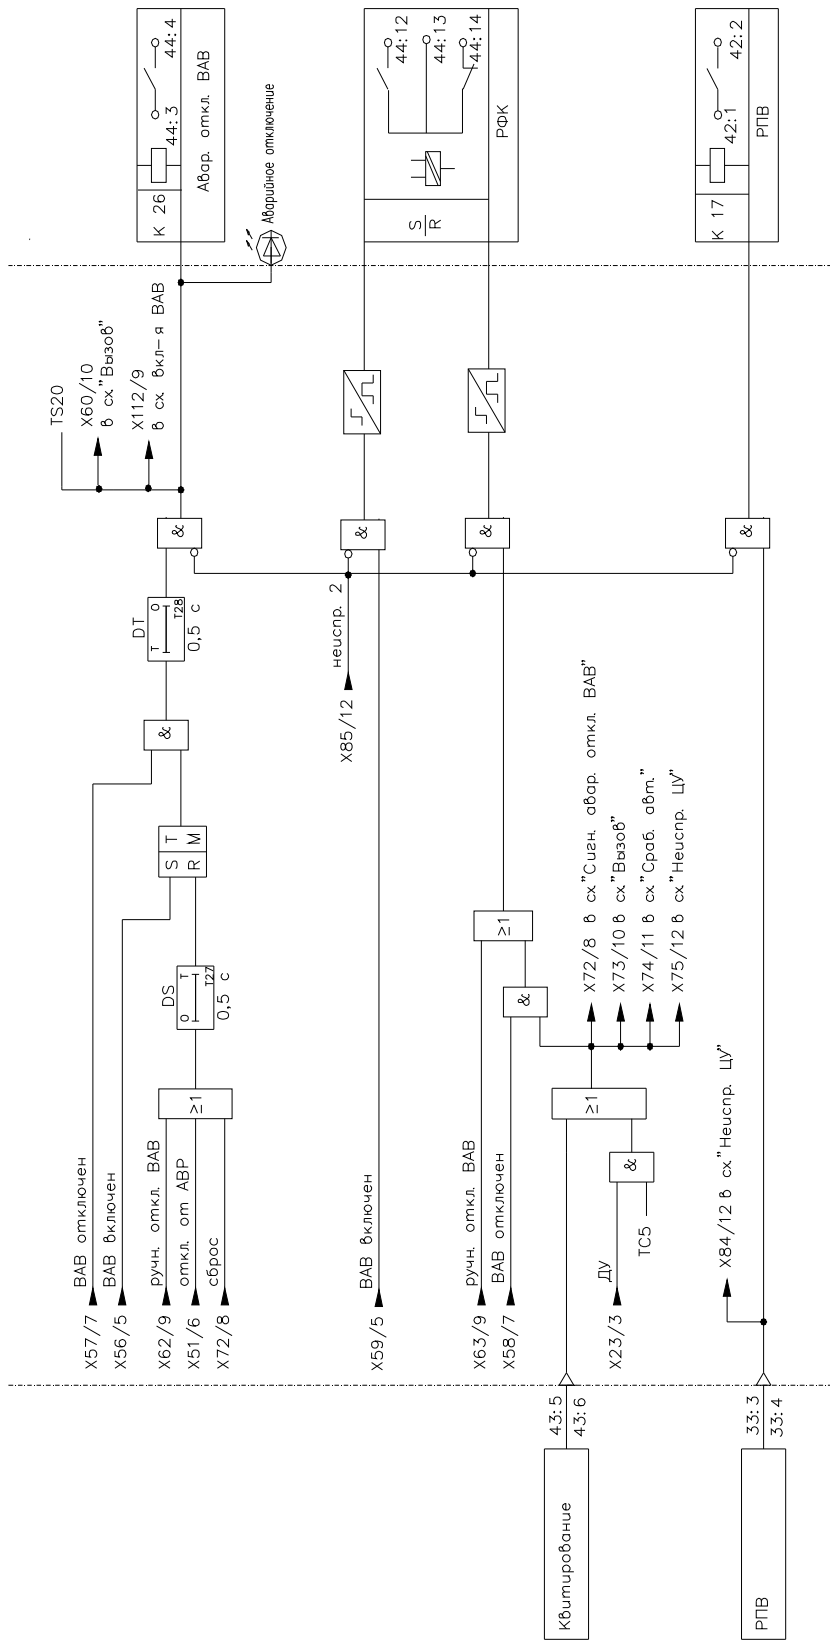 ВАВ отключен
X57/7
ВАВ включен
X56/5
ручн. откл. ВАВ
X62/9
откл. от АВР
X51/6
сброс
X72/8
≥1
DS
O T
T27
0,5 с
S T
R M
&
DT
T O
T28
0,5 с
&
TS20
X60/10
в сх."Вызов"
X112/9
в сх. вкл-я ВАВ
Аварийное отключение
К 26
44:3
44:4
Авар. откл. ВАВ
ВАВ включен
X59/5
X85/12
неиспр. 2
&
ручн. откл. ВАВ
X63/9
ВАВ отключен
X58/7
&
≥1
&
S
R
44:12
44:13
44:14
РФК
Квитирование
43:5
43:6
ДУ
X23/3
ТС5
&
≥1
X72/8 в сх."Сигн. авар. откл. ВАВ"
X73/10 в сх."Вызов"
X74/11 в сх."Сраб. авт."
X75/12 в сх."Неиспр. ЦУ"
X84/12 в сх."Неиспр. ЦУ"
РПВ
33:3
33:4
&
К 17
42:1
42:2
РПВ